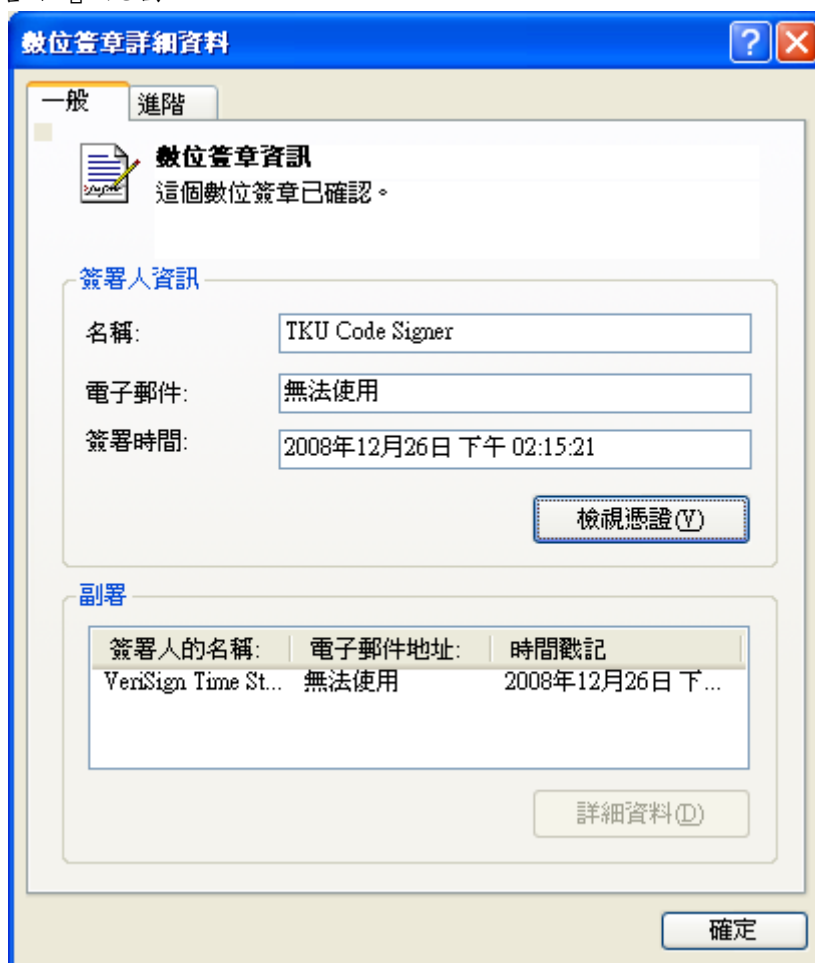 數位簽章詳細資料
一般 進階
數位簽章資訊
這個數位簽章已確認。
簽署人資訊
名稱: TKU Code Signer
電子郵件: 無法使用
簽署時間: 2008年12月26日 下午 02:15:21
檢視憑證(V)
副署
簽署人的名稱: 電子郵件地址: 時間戳記
VeriSign Time St... 無法使用 2008年12月26日 下...
詳細資料(D)
確定